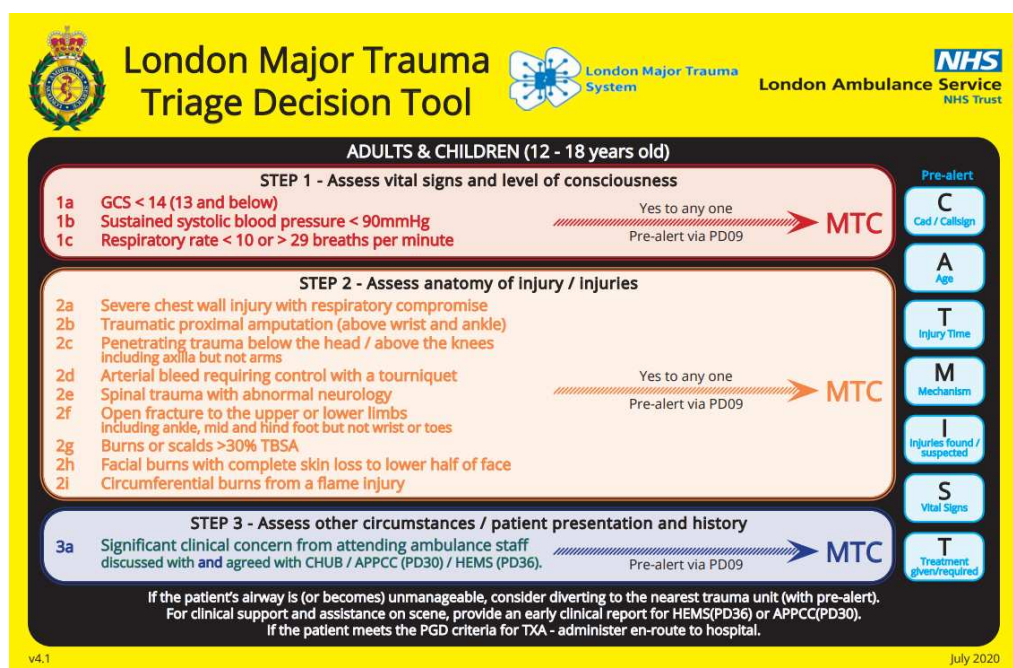 London Major Trauma
Triage Decision Tool
London Major Trauma
System
NHS
London Ambulance Service
NHS Trust
ADULTS & CHILDREN (12 - 18 years old)
STEP 1 - Assess vital signs and level of consciousness
1a GCS < 14 (13 and below)
1b Sustained systolic blood pressure < 90mmHg
1c Respiratory rate < 10 or > 29 breaths per minute
Yes to any one
Pre-alert via PD09
MTC
STEP 2 - Assess anatomy of injury / injuries
2a Severe chest wall injury with respiratory compromise
2b Traumatic proximal amputation (above wrist and ankle)
2c Penetrating trauma below the head / above the knees
including axilla but not arms
2d Arterial bleed requiring control with a tourniquet
2e Spinal trauma with abnormal neurology
2f Open fracture to the upper or lower limbs
including ankle, mid and hind foot but not wrist or toes
2g Burns or scalds >30% TBSA
2h Facial burns with complete skin loss to lower half of face
2i Circumferential burns from a flame injury
Yes to any one
Pre-alert via PD09
MTC
STEP 3 - Assess other circumstances / patient presentation and history
3a Significant clinical concern from attending ambulance staff
discussed with and agreed with CHUB / APPCC (PD30) / HEMS (PD36).
Pre-alert via PD09
MTC
Pre-alert
C
Cad / Callsign
A
Age
T
Injury Time
M
Mechanism
I
Injuries found /
suspected
S
Vital Signs
T
Treatment
given/required
If the patient's airway is (or becomes) unmanageable, consider diverting to the nearest trauma unit (with pre-alert).
For clinical support and assistance on scene, provide an early clinical report for HEMS(PD36) or APPCC(PD30).
If the patient meets the PGD criteria for TXA - administer en-route to hospital.
v4.1
July 2020